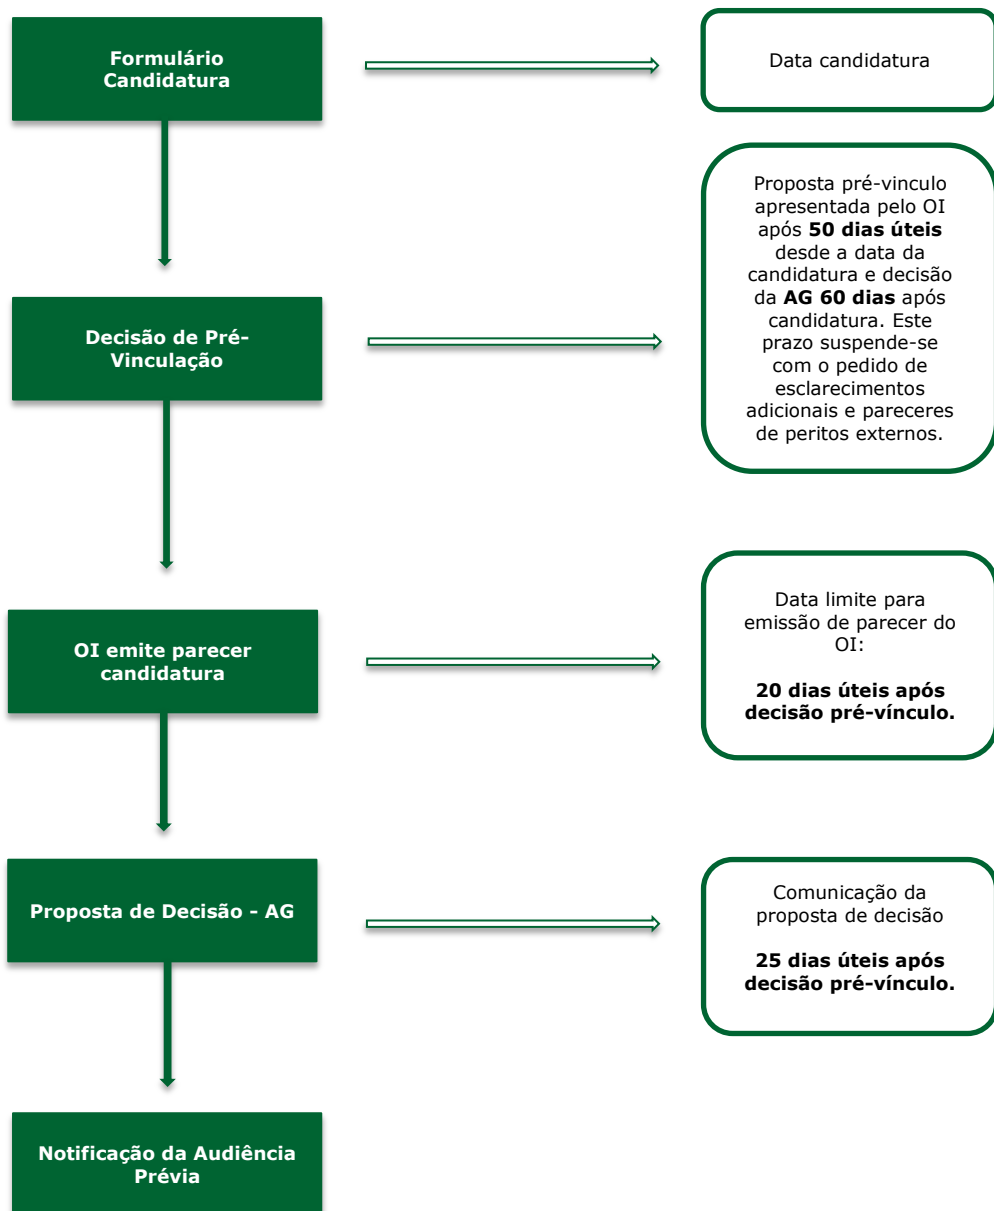 Formulário
Candidatura
Data candidatura
Proposta pré-vinculo
apresentada pelo OI
após 50 dias úteis
desde a data da
candidatura e decisão
da AG 60 dias após
candidatura. Este
prazo suspende-se
com o pedido de
esclarecimentos
adicionais e pareceres
de peritos externos.
Decisão de Pré-
Vinculação
OI emite parecer
candidatura
Data limite para
emissão de parecer do
OI:
20 dias úteis após
decisão pré-vínculo.
Proposta de Decisão - AG
Comunicação da
proposta de decisão
25 dias úteis após
decisão pré-vínculo.
Notificação da Audiência
Prévia